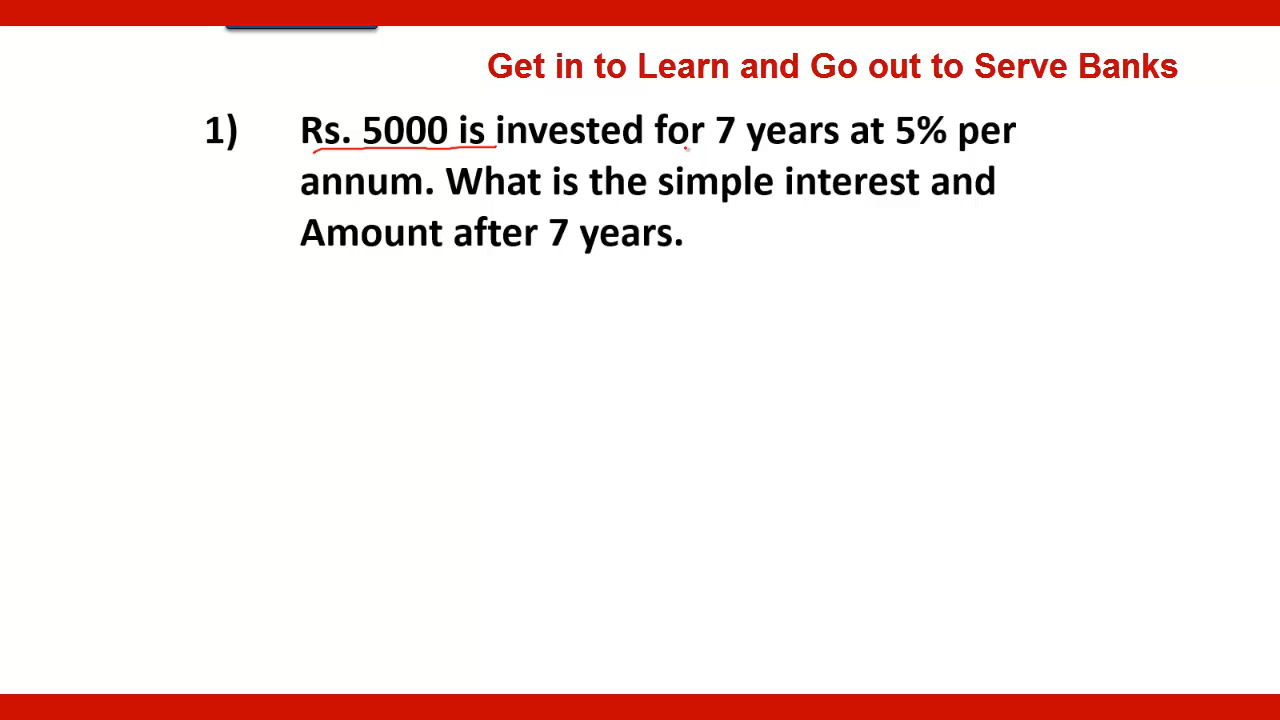 Get in to Learn and Go out to Serve Banks
1) Rs. 5000 is invested for 7 years at 5% per
annum. What is the simple interest and
Amount after 7 years.